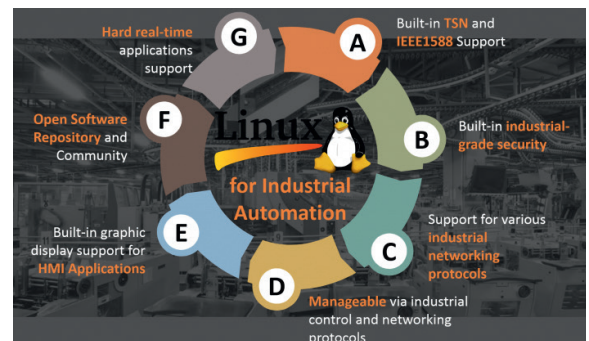 Hard real-time
applications
support
G
A
Built-in TSN and
IEEE1588 Support
Open Software
Repository and
Community
F
Linux
B
Built-in industrial-
grade security
for Industrial
Automation
Built-in graphic
display support for
HMI Applications
E
C
Support for various
industrial
networking
protocols
D
Manageable via industrial
control and networking
protocols